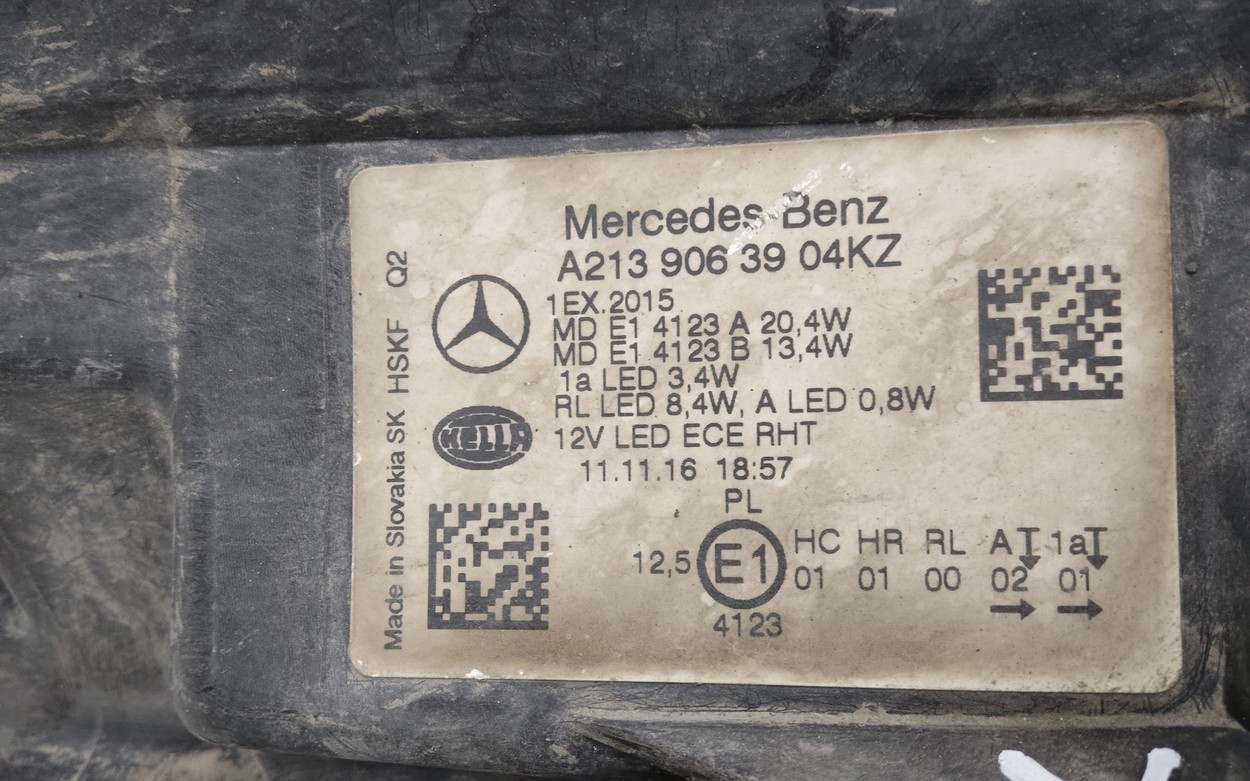 Mercedes Benz
A213 906 39 04KZ
1EX.2015
MD E1 4123 A 20,4W
MD E1 4123 B 13,4W
1a LED 3,4W
RL LED 8,4W, A LED 0,8W
12V LED ECE RHT
11.11.16 18:57
PL
12,5 E1 HC HR RL AT 1aT
01 01 00 02 01
4123
HELLA
Made in Slovakia SK HSKF Q2